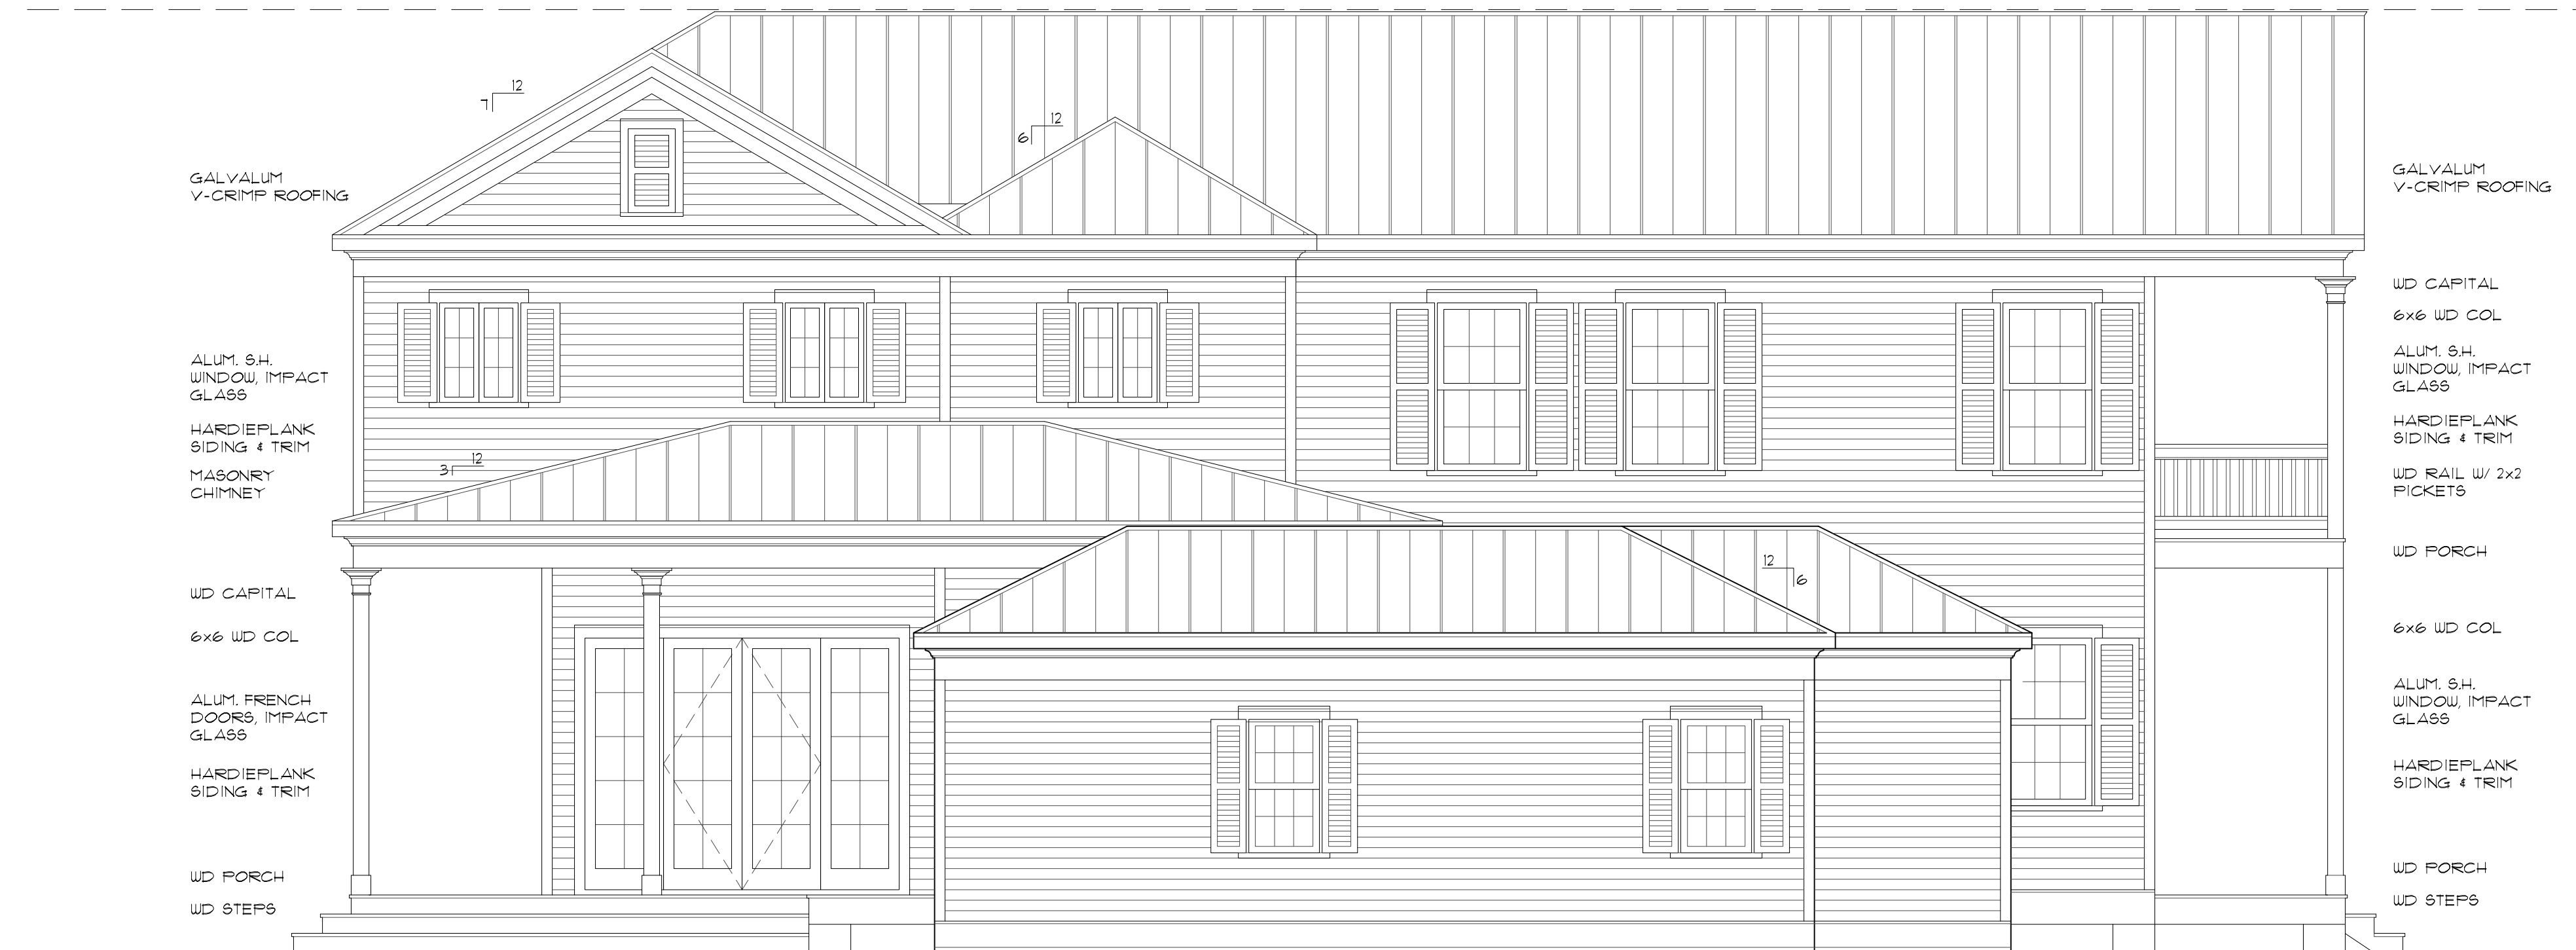 12
7
12
6
GALVALUM
V-CRIMP ROOFING
ALUM. S.H.
WINDOW, IMPACT
GLASS
HARDIEPLANK
SIDING & TRIM
MASONRY
CHIMNEY
12
3
WD CAPITAL
6x6 WD COL
ALUM. FRENCH
DOORS, IMPACT
GLASS
HARDIEPLANK
SIDING & TRIM
WD PORCH
WD STEPS
12
6
GALVALUM
V-CRIMP ROOFING
WD CAPITAL
6x6 WD COL
ALUM. S.H.
WINDOW, IMPACT
GLASS
HARDIEPLANK
SIDING & TRIM
WD RAIL W/ 2x2
PICKETS
WD PORCH
6x6 WD COL
ALUM. S.H.
WINDOW, IMPACT
GLASS
HARDIEPLANK
SIDING & TRIM
WD PORCH
WD STEPS